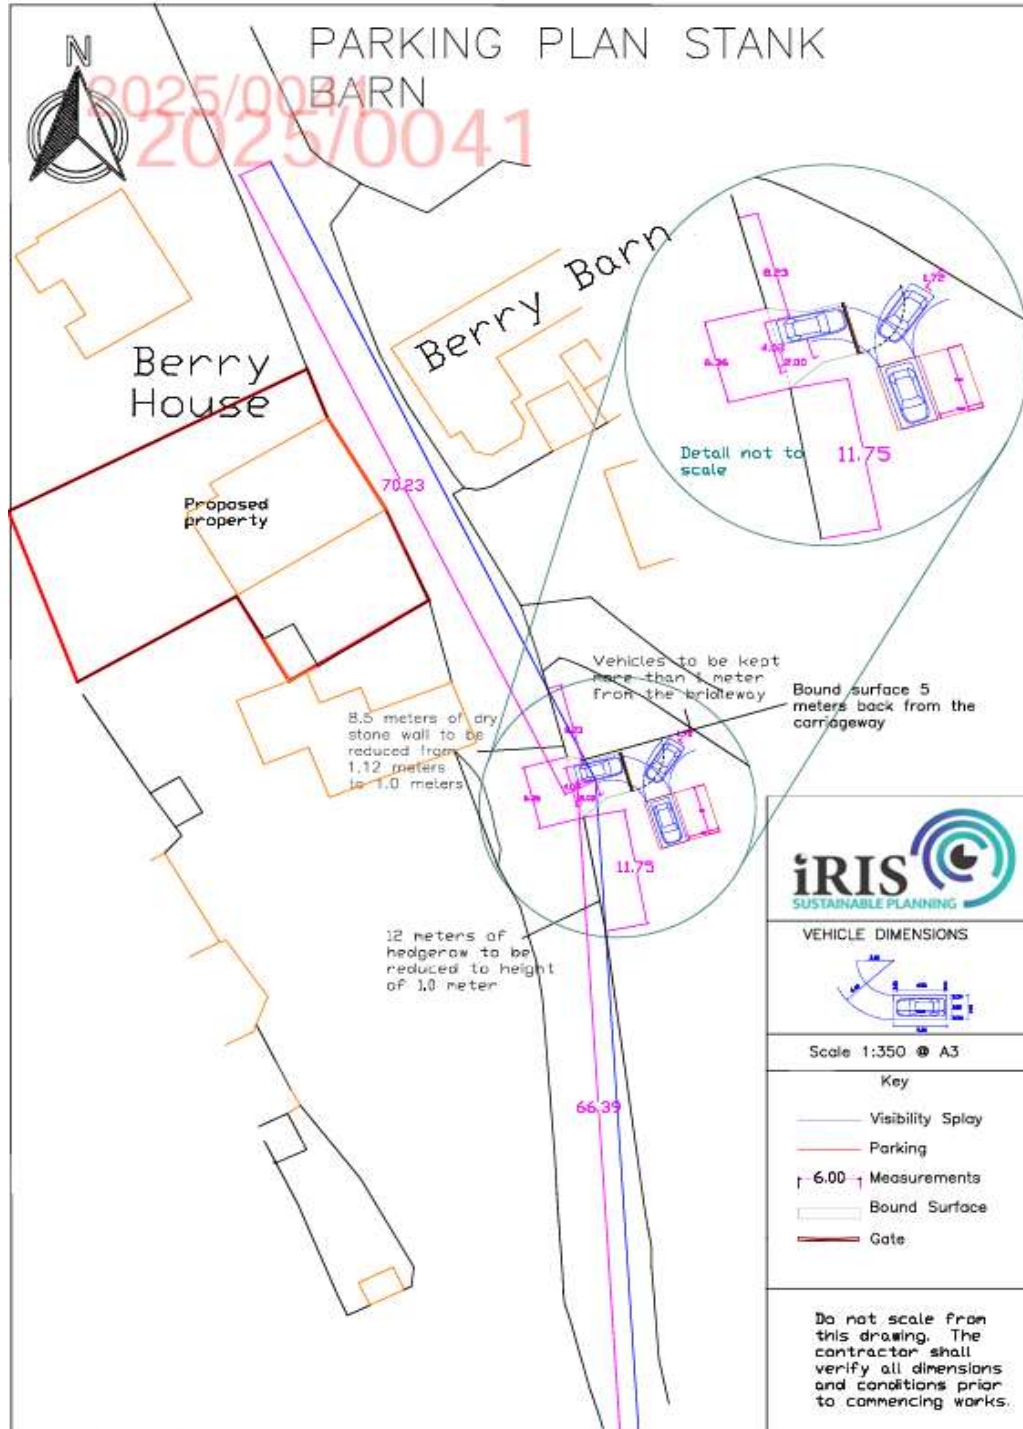 PARKING PLAN STANK
BARN
N
2025/0041
2025/0041
Berry Barn
Berry
House
Proposed
property
70.23
8.23
1.72
6.36
2.00
Detail not to
scale
11.75
Vehicles to be kept
more than 1 meter
from the bridleway
Bound surface 5
meters back from the
carriageway
8.5 meters of dry
stone wall to be
reduced from
1.12 meters
to 1.0 meters
11.75
12 meters of
hedgerow to be
reduced to height
of 1.0 meter
66.39
iRIS
SUSTAINABLE PLANNING
VEHICLE DIMENSIONS
Scale 1:350 @ A3
Key
Visibility Splay
Parking
6.00 Measurements
Bound Surface
Gate
Do not scale from
this drawing. The
contractor shall
verify all dimensions
and conditions prior
to commencing works.